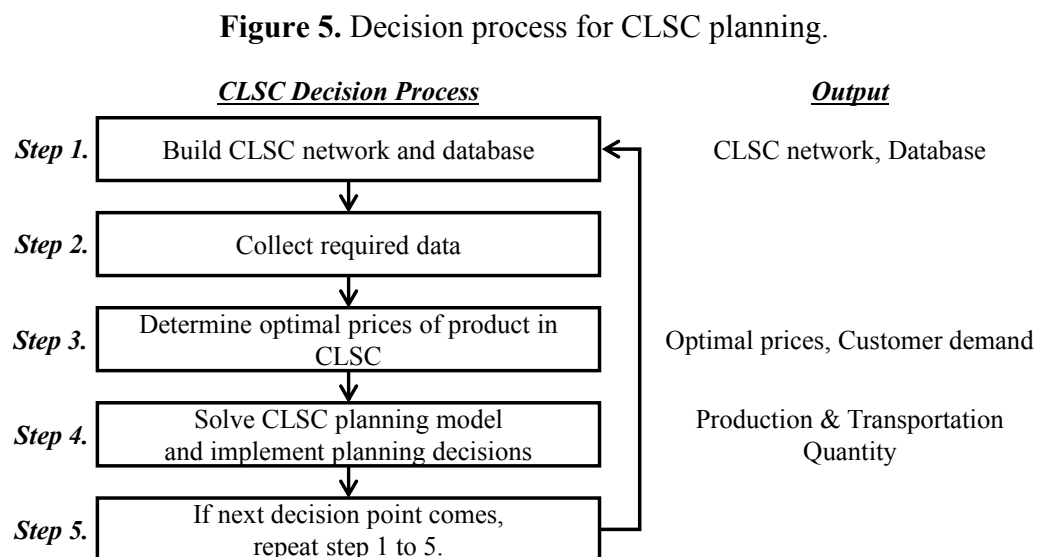 Figure 5. Decision process for CLSC planning.
CLSC Decision Process
Output
Step 1.
Build CLSC network and database
CLSC network, Database
Step 2.
Collect required data
Step 3.
Determine optimal prices of product in
CLSC
Optimal prices, Customer demand
Step 4.
Solve CLSC planning model
and implement planning decisions
Production & Transportation
Quantity
Step 5.
If next decision point comes,
repeat step 1 to 5.